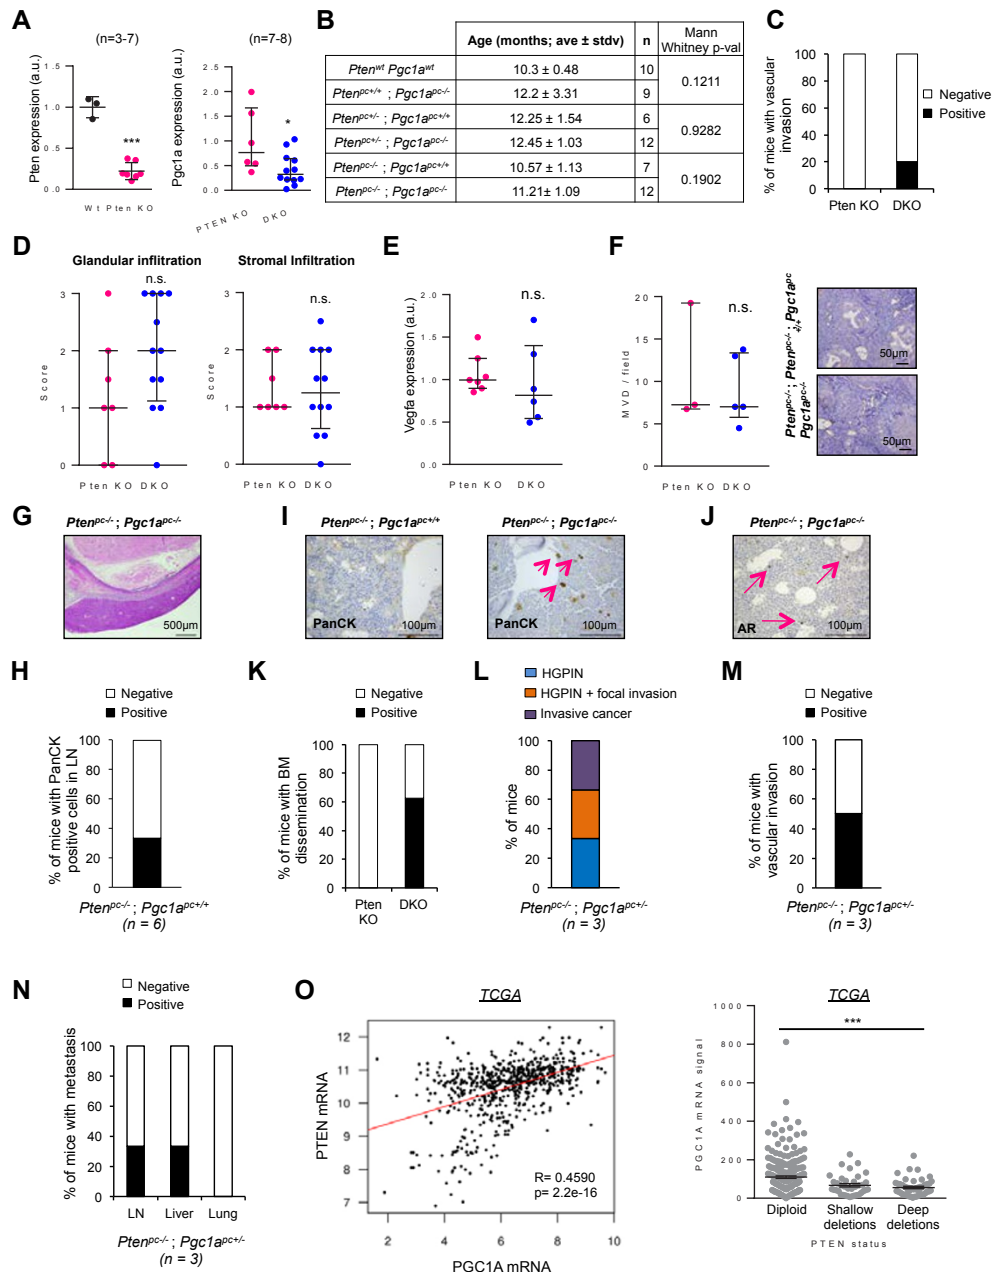 A
(n=3-7)
(n=7-8)
Pten expression (a.u.)
1.5
1.0
0.5
0.0
***
Wt Pten KO
Pgc1a expression (a.u.)
2.5
2.0
1.5
1.0
0.5
0.0
*
PTEN KO
DKO
B
Age (months; ave ± stdv)
n
Mann Whitney p-val
Ptenwt Pgc1awt
10.3 ± 0.48
10
0.1211
Ptenpc+/+ ; Pgc1apc-/-
12.2 ± 3.31
9
Ptenpc+/- ; Pgc1apc+/+
12.25 ± 1.54
6
0.9282
Ptenpc+/- ; Pgc1apc-/-
12.45 ± 1.03
12
Ptenpc-/- ; Pgc1apc+/+
10.57 ± 1.13
7
0.1902
Ptenpc-/- ; Pgc1apc-/-
11.21± 1.09
12
C
% of mice with vascular
invasion
100
80
60
40
20
0
Negative
Positive
Pten KO
DKO
D
Glandular inflitration
n.s.
Score
3
2
1
0
Pten KO
DKO
Stromal Infiltration
n.s.
Score
3
2
1
0
Pten KO
DKO
E
Vegfa expression (a.u.)
2.0
1.5
1.0
0.5
0.0
n.s.
Pten KO
DKO
F
MVD / field
20
15
10
5
0
n.s.
Pten KO
DKO
Ptenpc-/- ; Pgc1apc
+/+
50µm
Ptenpc-/- ;
Pgc1apc-/-
50µm
G
Ptenpc-/- ; Pgc1apc-/-
500µm
I
Ptenpc-/- ; Pgc1apc+/+
PanCK
100µm
Ptenpc-/- ; Pgc1apc-/-
PanCK
100µm
J
Ptenpc-/- ; Pgc1apc-/-
AR
100µm
H
Negative
Positive
% of mice with PanCK
positive cells in LN
100
80
60
40
20
0
Ptenpc-/- ; Pgc1apc+/+
(n = 6)
K
Negative
Positive
% of mice with BM
dissemination
100
80
60
40
20
0
Pten
KO
DKO
L
HGPIN
HGPIN + focal invasion
Invasive cancer
% of mice
100
80
60
40
20
0
Ptenpc-/- ; Pgc1apc+/-
(n = 3)
M
Negative
Positive
% of mice with
vascular invasion
100
80
60
40
20
0
Ptenpc-/- ; Pgc1apc+/-
(n = 3)
N
Negative
Positive
% of mice with metastasis
100
80
60
40
20
0
LN
Liver
Lung
Ptenpc-/- ; Pgc1apc+/-
(n = 3)
O
TCGA
PTEN mRNA
12
11
10
9
8
7
R= 0.4590
p= 2.2e-16
2
4
6
8
10
PGC1A mRNA
TCGA
***
PGC1A mRNA signal
1000
800
600
400
200
0
Diploid
Shallow
deletions
Deep
deletions
PTEN status